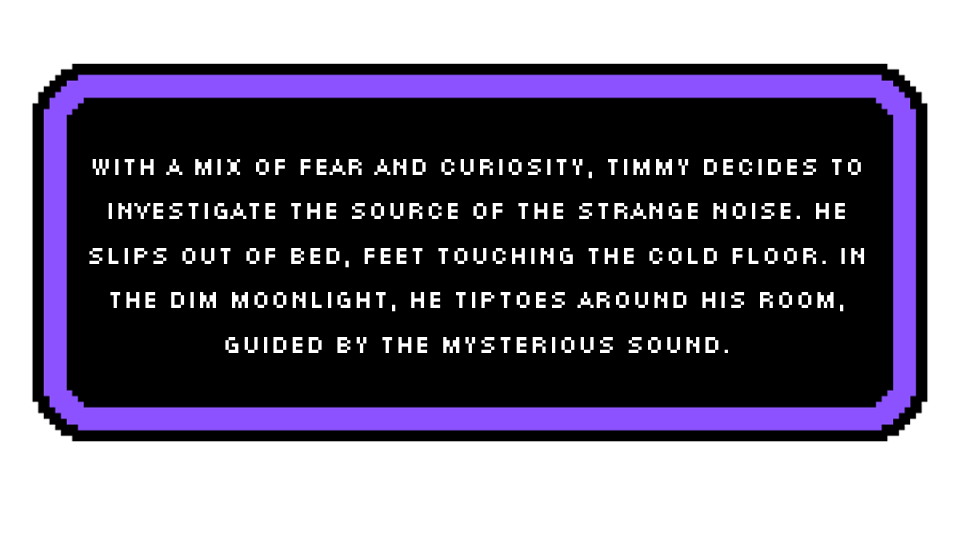 WITH A MIX OF FEAR AND CURIOSITY, TIMMY DECIDES TO
INVESTIGATE THE SOURCE OF THE STRANGE NOISE. HE
SLIPS OUT OF BED, FEET TOUCHING THE COLD FLOOR. IN
THE DIM MOONLIGHT, HE TIPTOES AROUND HIS ROOM,
GUIDED BY THE MYSTERIOUS SOUND.